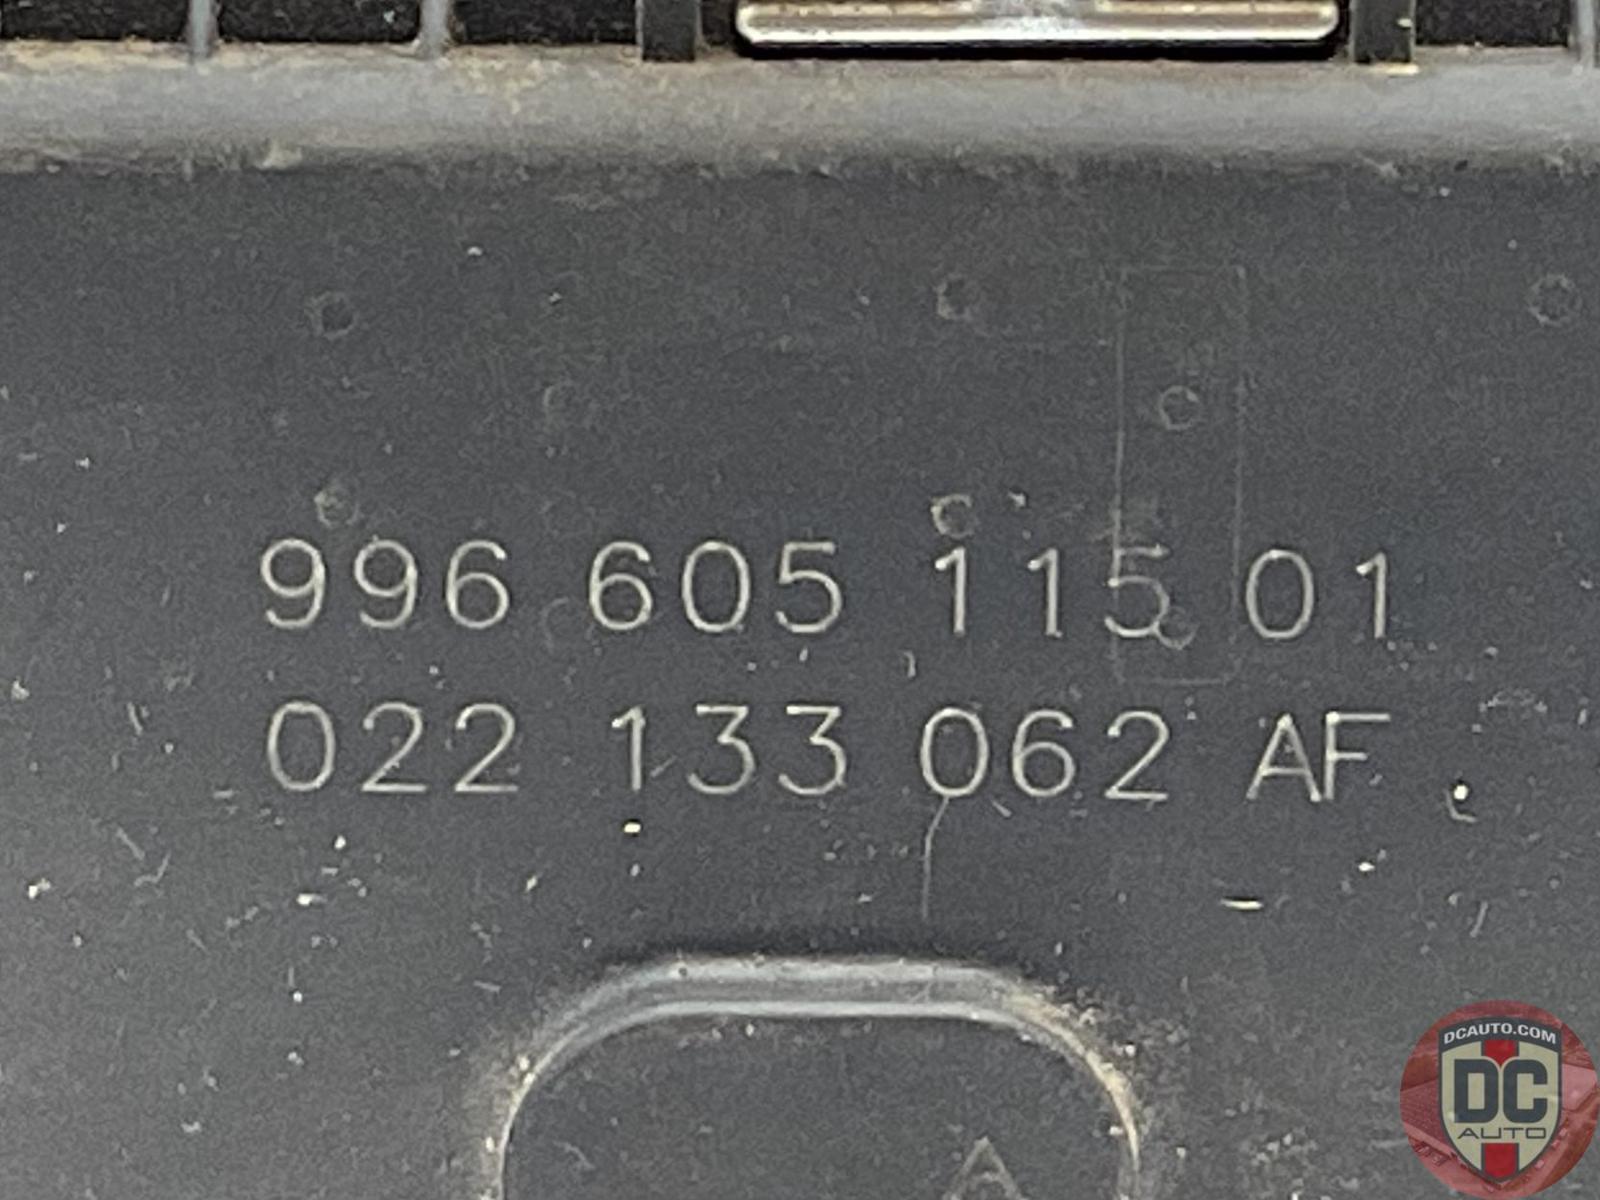 996 605 115 01
022 133 062 AF
A
DCAUTO.COM
DC
AUTO